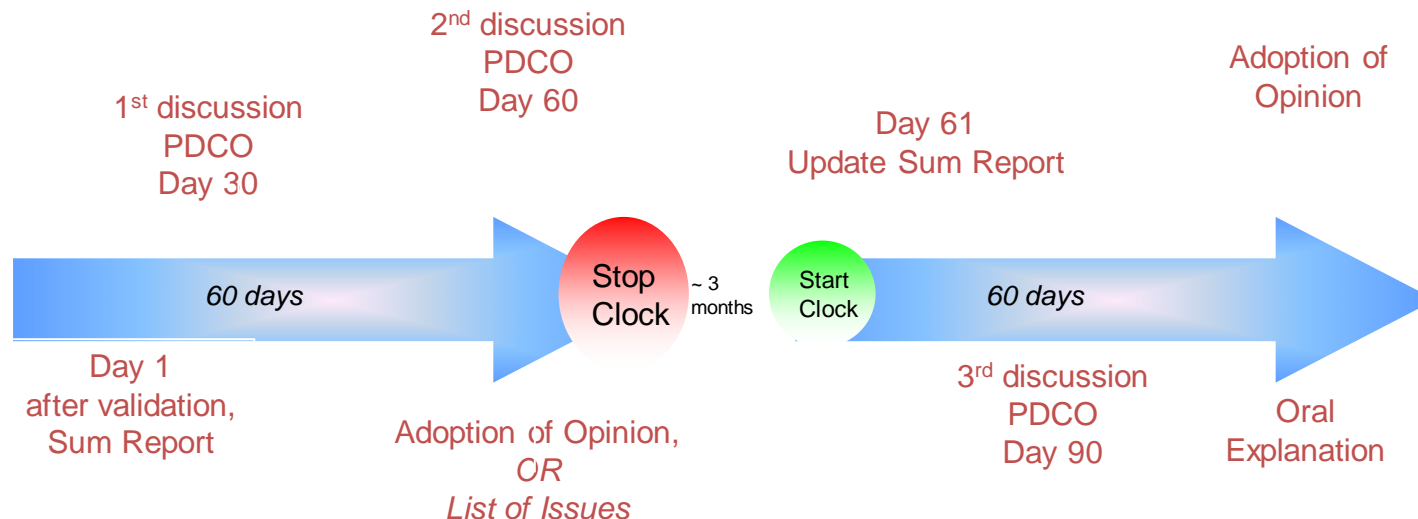 1st discussion
PDCO
Day 30
2nd discussion
PDCO
Day 60
Day 61
Update Sum Report
Adoption of
Opinion
60 days
Stop
Clock
~ 3
months
Start
Clock
60 days
Day 1
after validation,
Sum Report
Adoption of Opinion,
OR
List of Issues
3rd discussion
PDCO
Day 90
Oral
Explanation